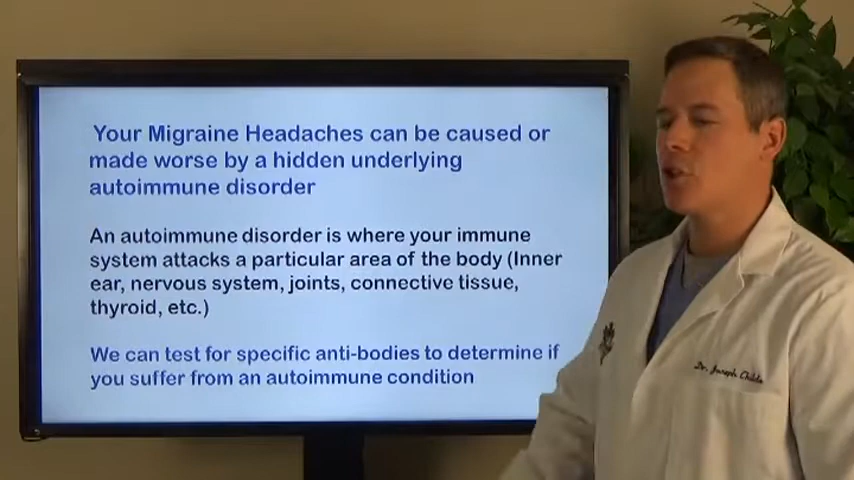 Your Migraine Headaches can be caused or
made worse by a hidden underlying
autoimmune disorder
An autoimmune disorder is where your immune
system attacks a particular area of the body (Inner
ear, nervous system, joints, connective tissue,
thyroid, etc.)
We can test for specific anti-bodies to determine if
you suffer from an autoimmune condition
Dr. Joseph Childs